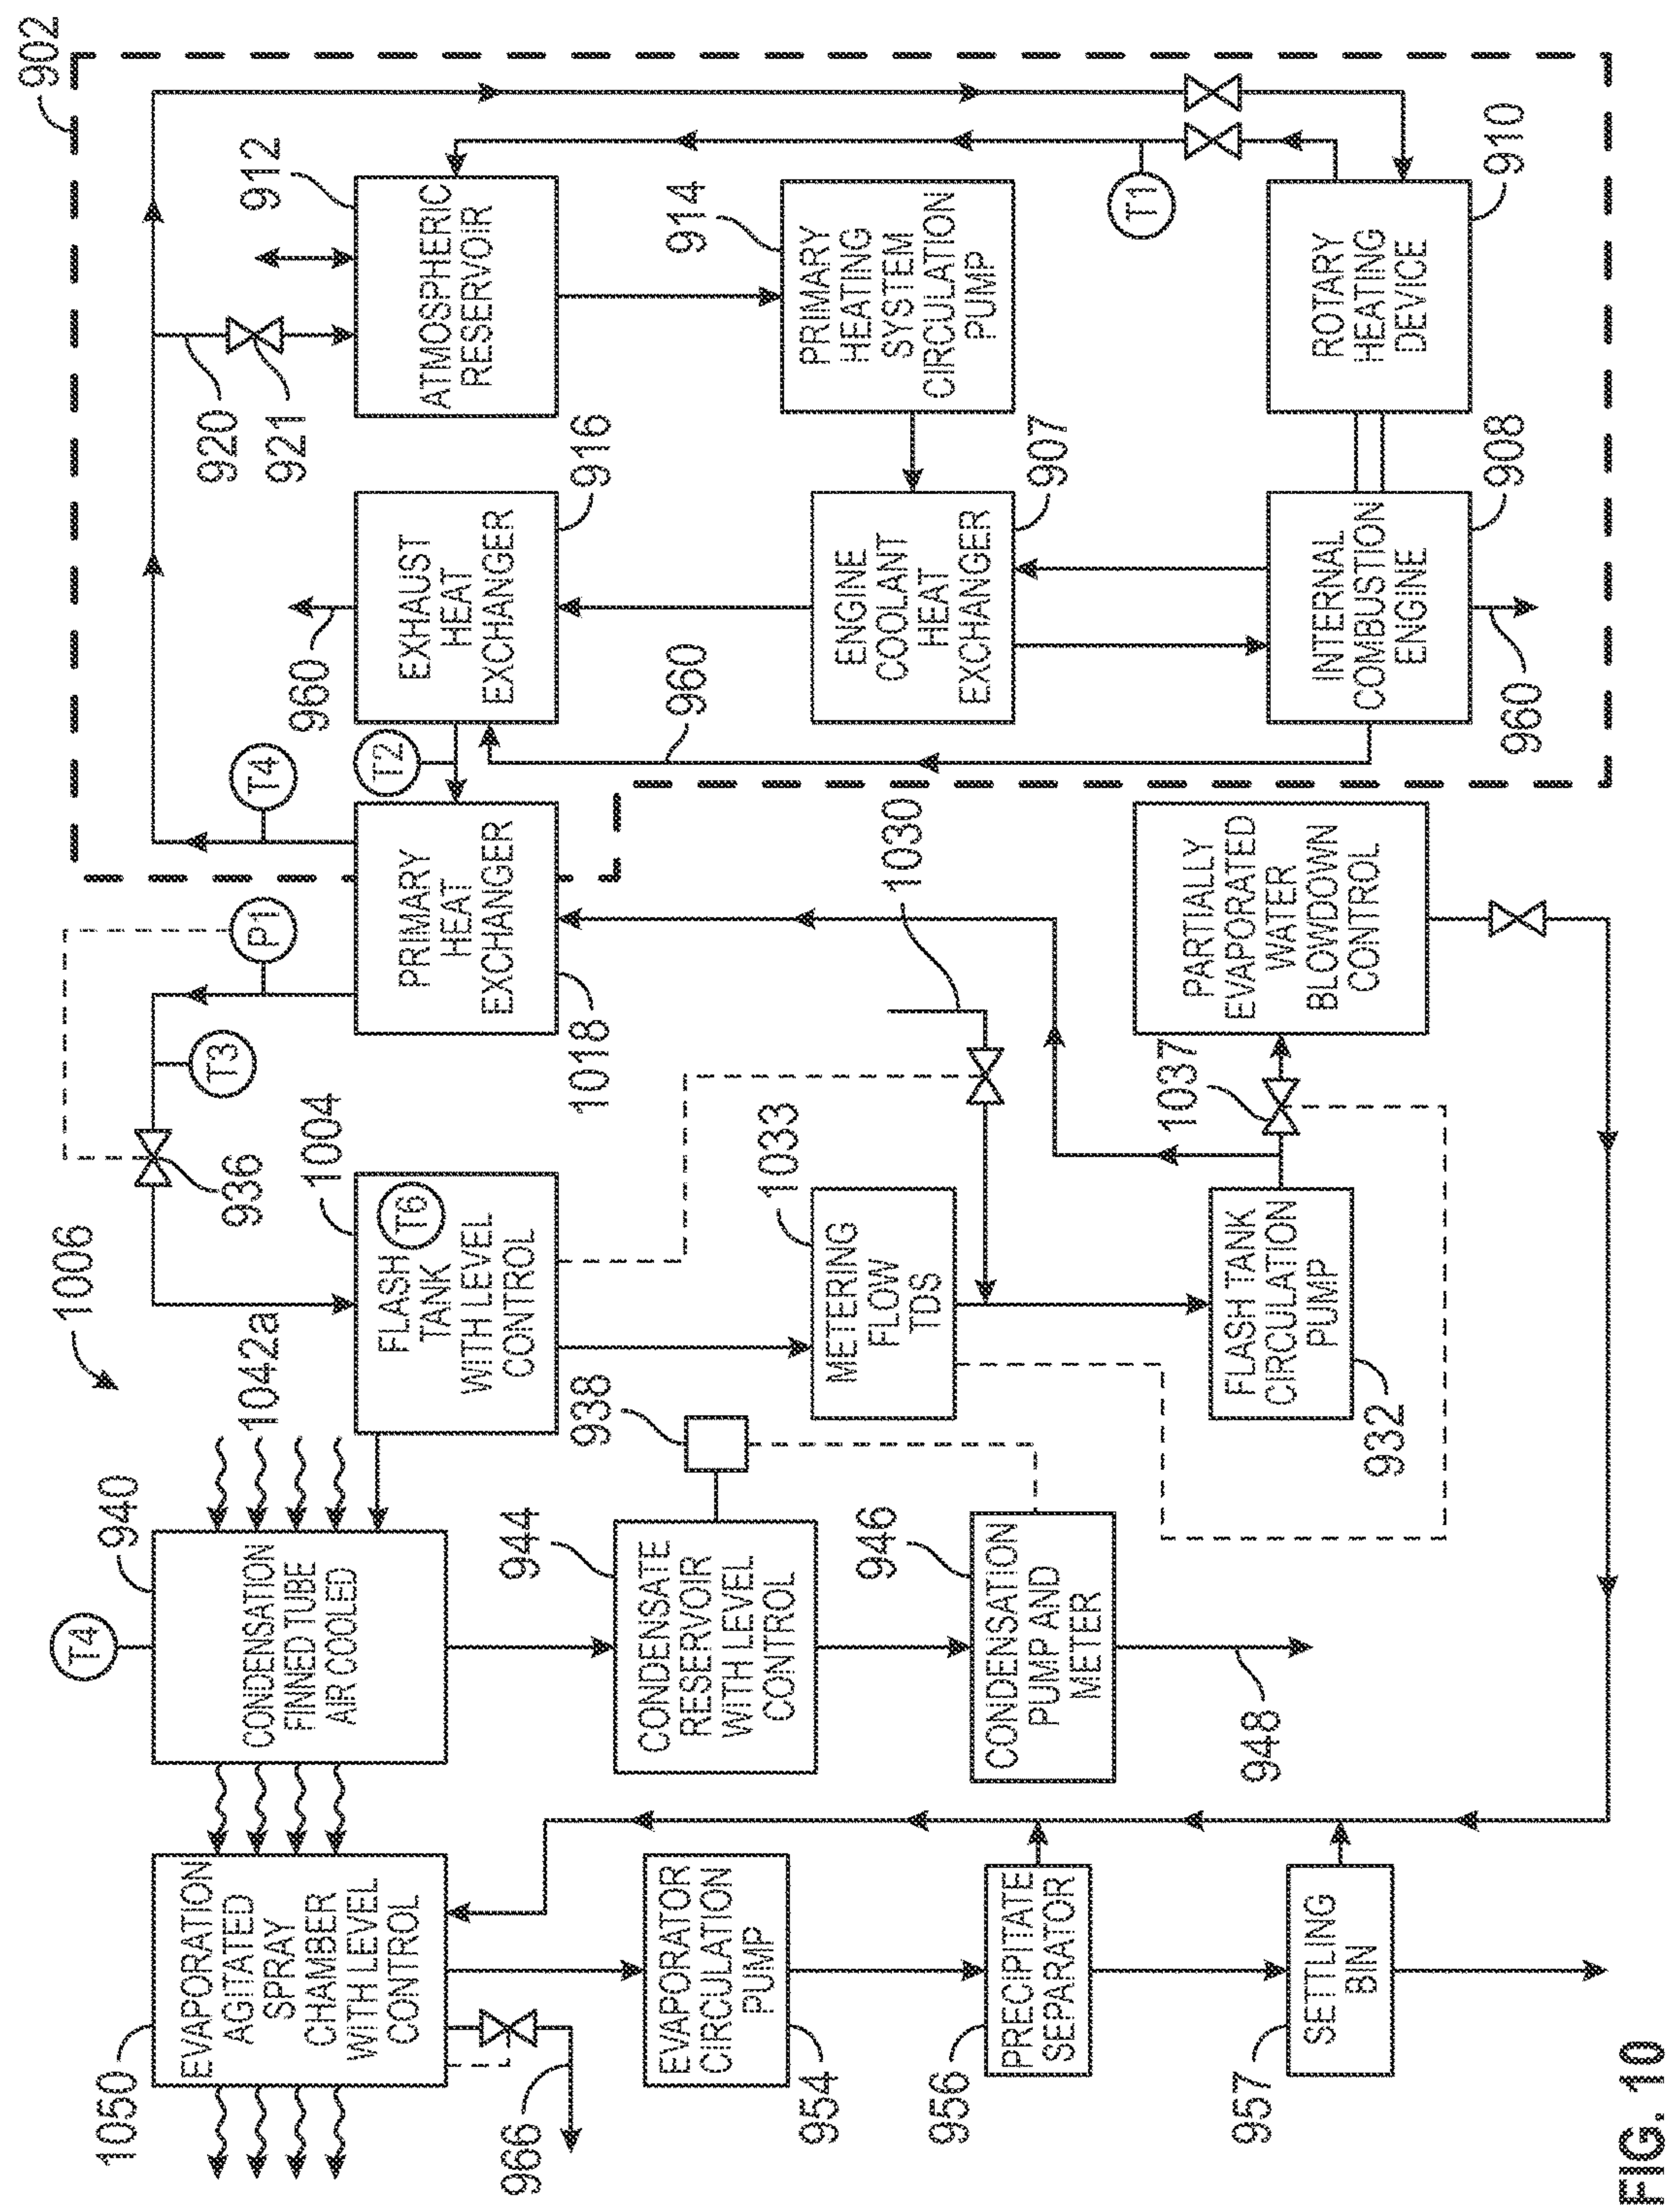 902
912
ATMOSPHERIC
RESERVOIR
920
921
914
PRIMARY
HEATING
SYSTEM
CIRCULATION
PUMP
T1
ROTARY
HEATING
DEVICE
910
916
EXHAUST
HEAT
EXCHANGER
960
907
ENGINE
COOLANT
HEAT
EXCHANGER
960
INTERNAL
COMBUSTION
ENGINE
908
960
T4
T2
P1
T3
936
PRIMARY
HEAT
EXCHANGER
1018
1030
PARTIALLY
EVAPORATED
WATER
BLOWDOWN
CONTROL
1037
1006
1004
FLASH
T6
TANK
WITH LEVEL
CONTROL
1033
METERING
FLOW
TDS
FLASH TANK
CIRCULATION
PUMP
932
1042a
940
T4
CONDENSATION
FINNED TUBE
AIR COOLED
938
944
CONDENSATE
RESERVOIR
WITH LEVEL
CONTROL
946
CONDENSATION
PUMP AND
METER
948
1050
EVAPORATION
AGITATED
SPRAY
CHAMBER
WITH LEVEL
CONTROL
966
EVAPORATOR
CIRCULATION
PUMP
954
PRECIPITATE
SEPARATOR
956
SETTLING
BIN
957
FIG. 10